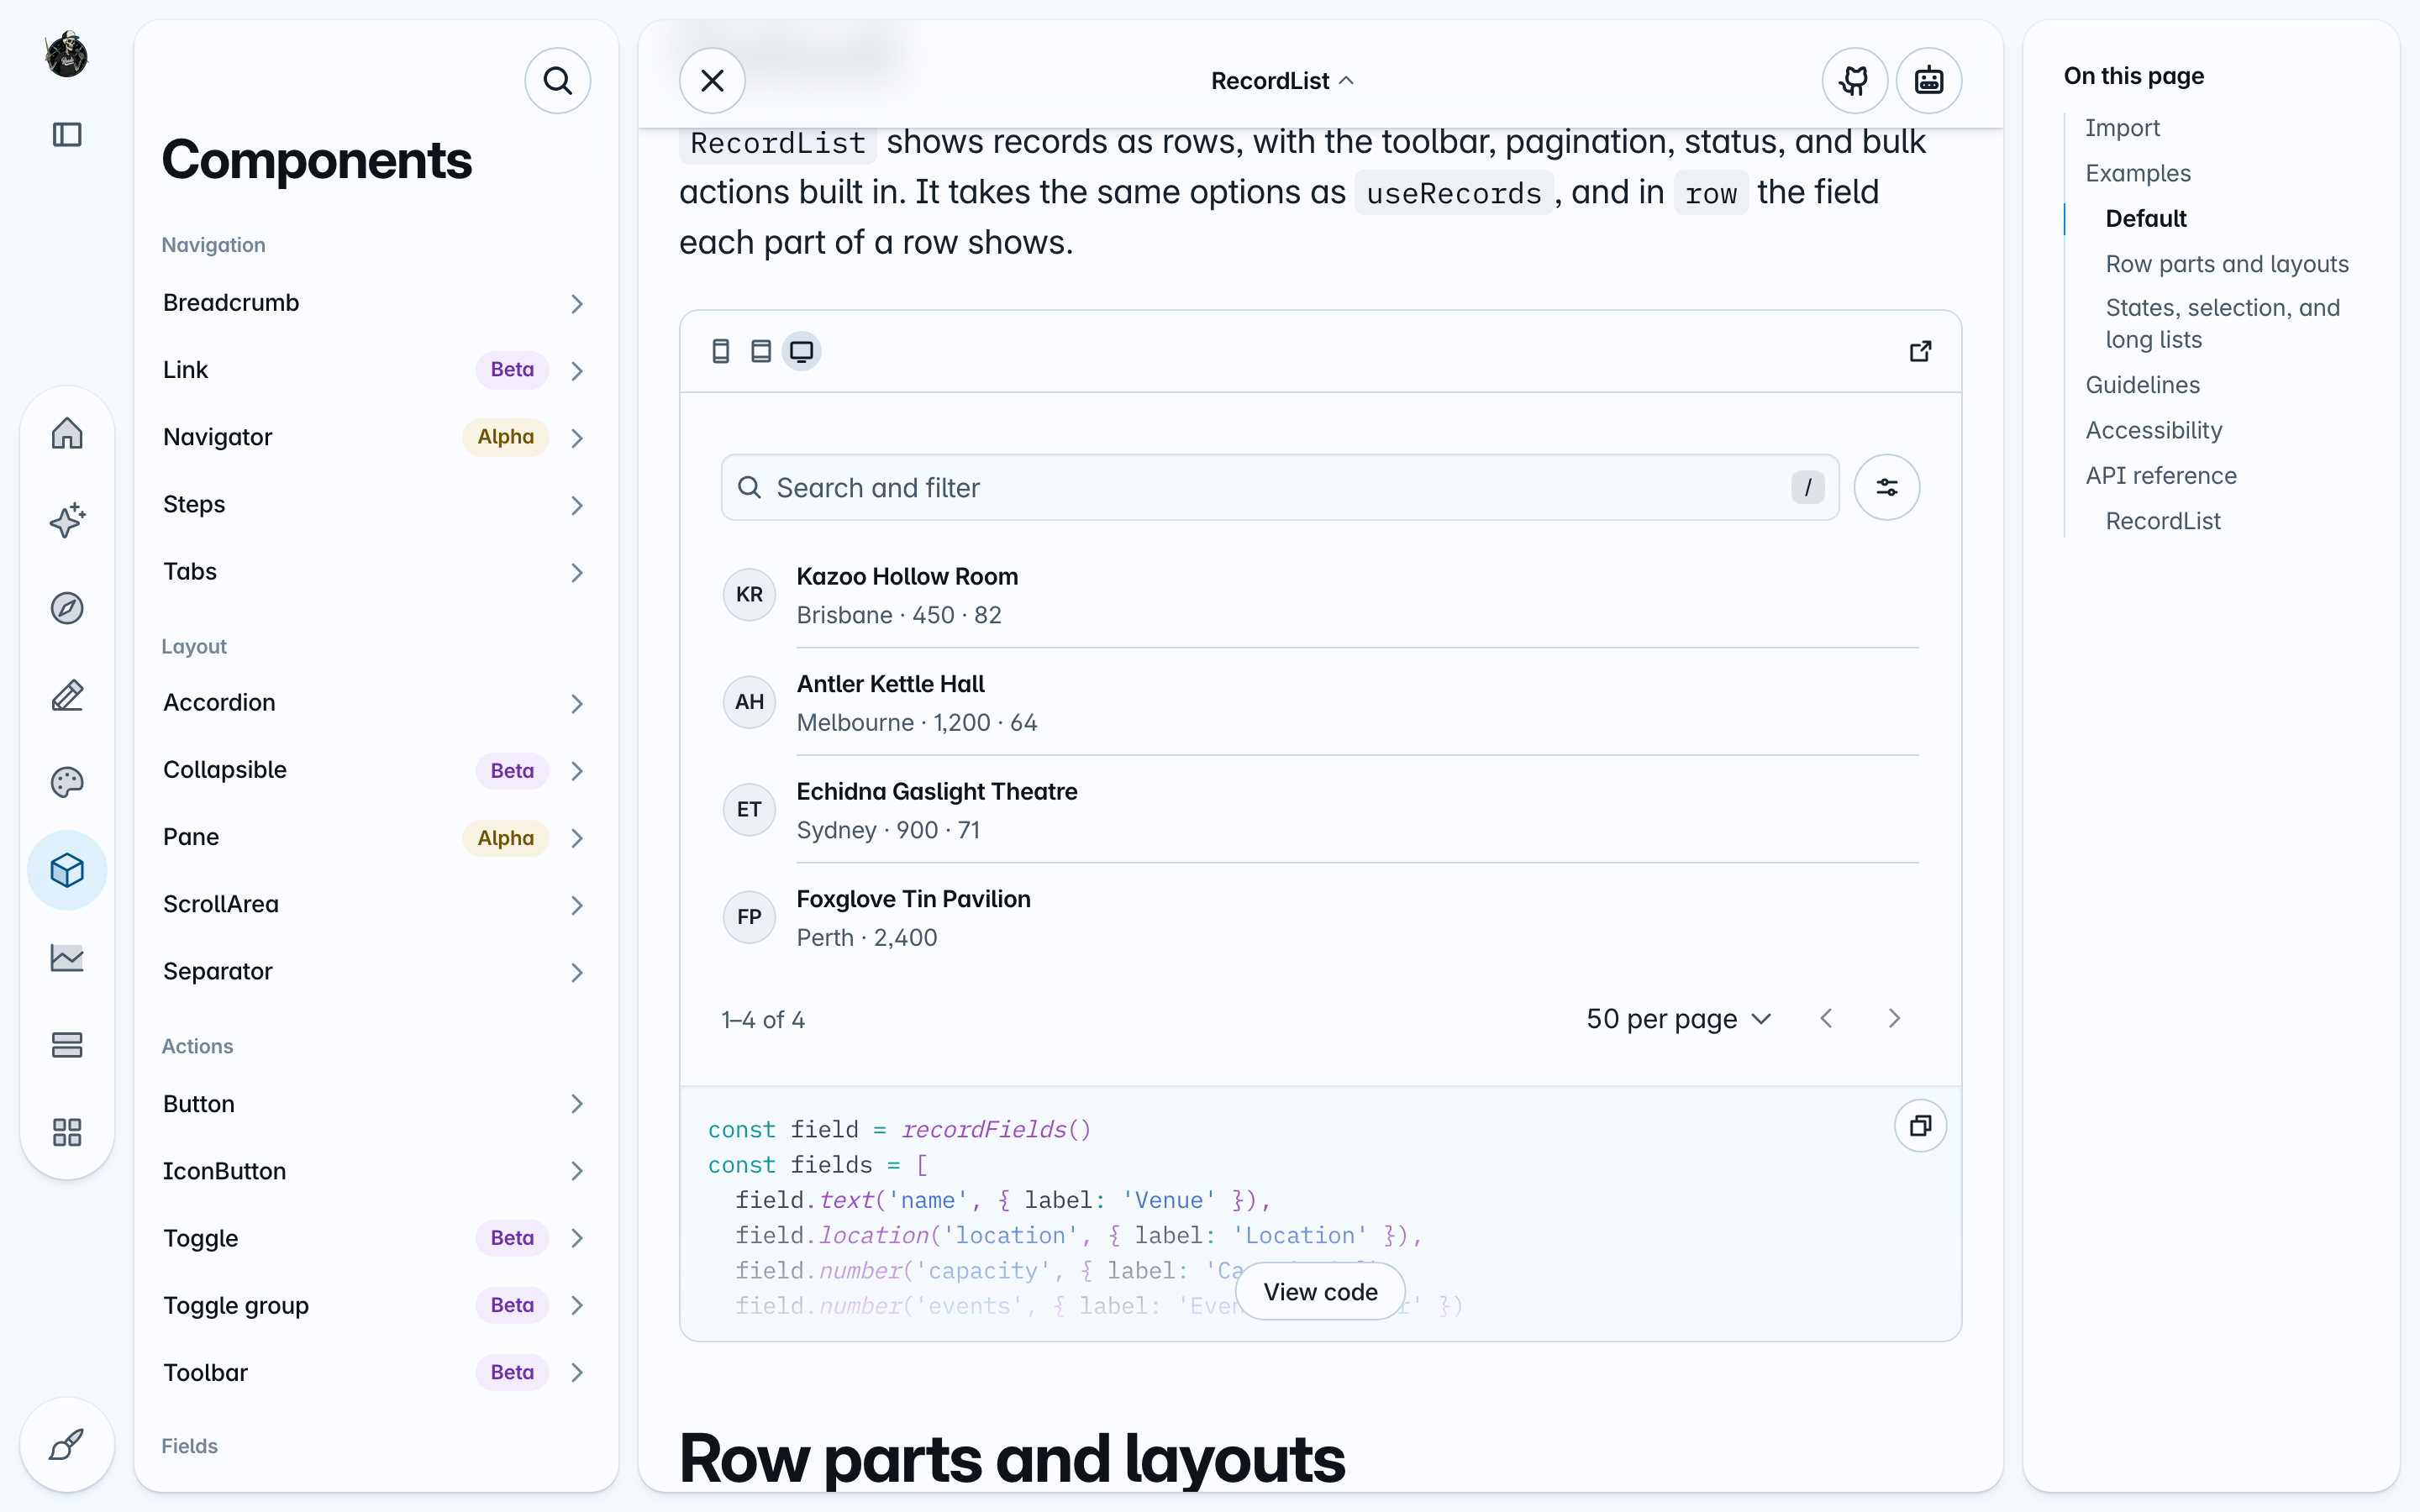 Components
Navigation
Breadcrumb
Link Beta
Navigator Alpha
Steps
Tabs
Layout
Accordion
Collapsible Beta
Pane Alpha
ScrollArea
Separator
Actions
Button
IconButton
Toggle Beta
Toggle group Beta
Toolbar Beta
Fields
RecordList
RecordList shows records as rows, with the toolbar, pagination, status, and bulk
actions built in. It takes the same options as useRecords, and in row the field
each part of a row shows.
Search and filter /
KR
Kazoo Hollow Room
Brisbane · 450 · 82
AH
Antler Kettle Hall
Melbourne · 1,200 · 64
ET
Echidna Gaslight Theatre
Sydney · 900 · 71
FP
Foxglove Tin Pavilion
Perth · 2,400
1–4 of 4
50 per page
const field = recordFields()
const fields = [
field.text('name', { label: 'Venue' }),
field.location('location', { label: 'Location' }),
field.number('capacity', { label: 'Ca
field.number('events', { label: 'Even r' })
View code
Row parts and layouts
On this page
Import
Examples
Default
Row parts and layouts
States, selection, and
long lists
Guidelines
Accessibility
API reference
RecordList